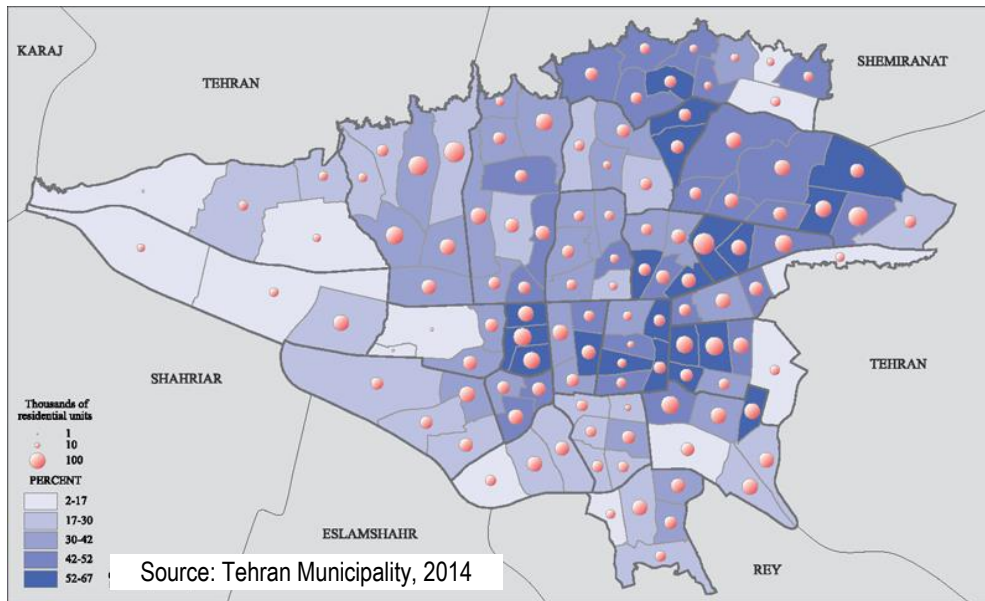 KARAJ
TEHRAN
SHEMIRANAT
SHAHRIAR
TEHRAN
ESLAMSHAHR
REY
Thousands of
residential units
1
10
100
PERCENT
2-17
17-30
30-42
42-52
52-67
Source: Tehran Municipality, 2014